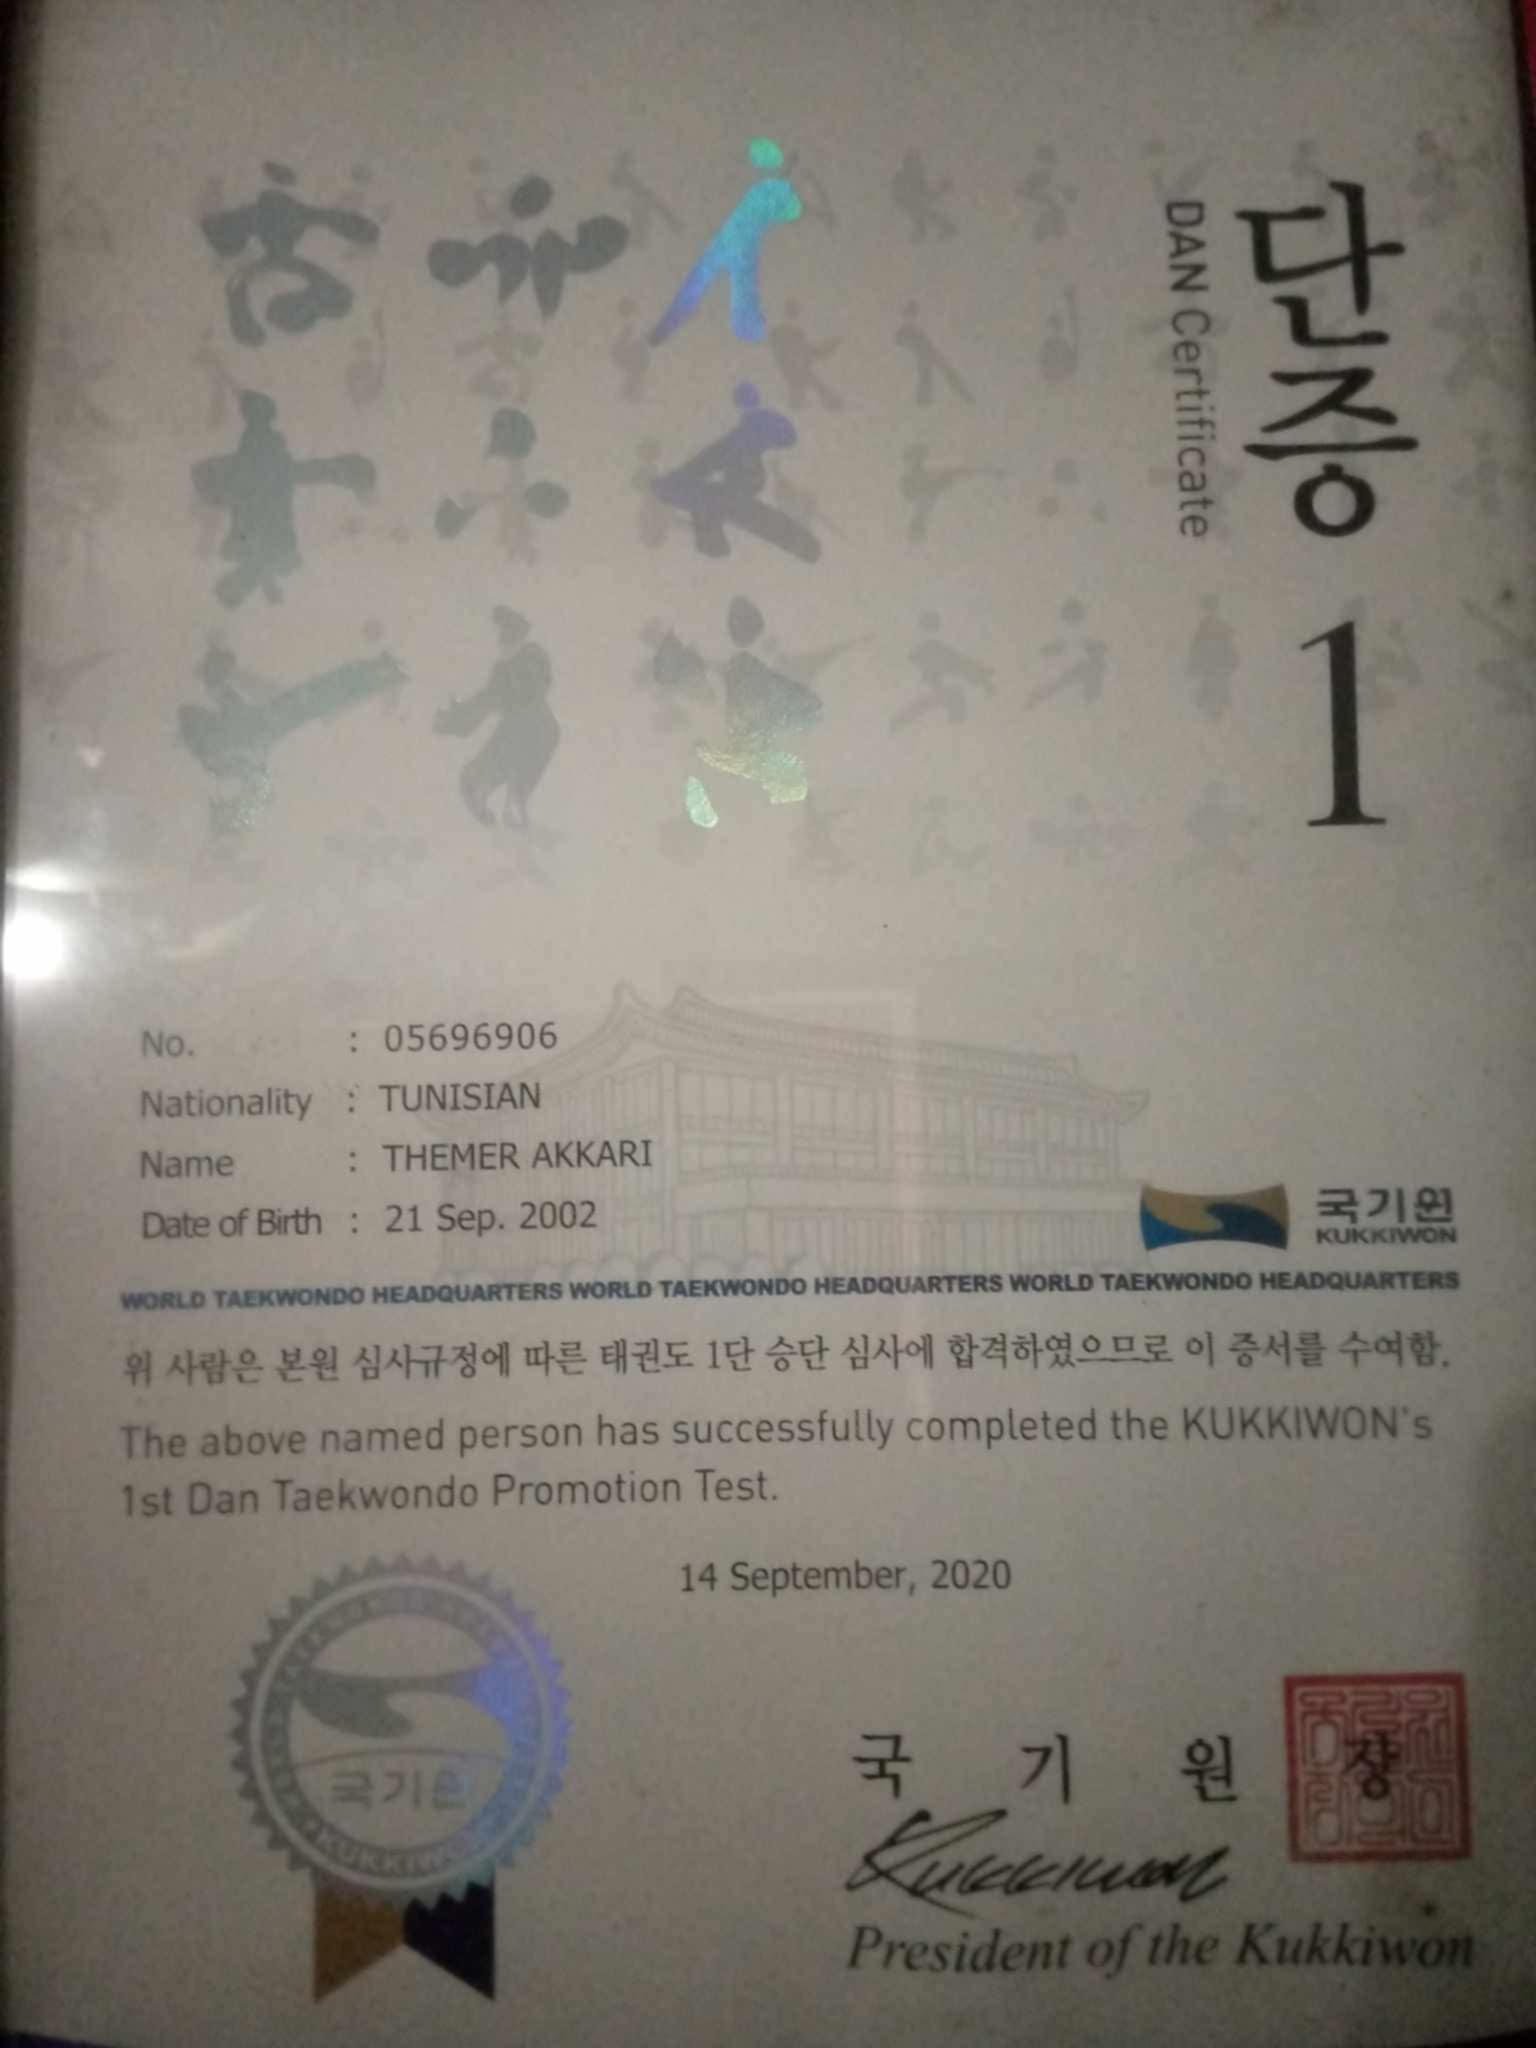 단증
DAN Certificate
1
No. : 05696906
Nationality : TUNISIAN
Name : THEMER AKKARI
Date of Birth : 21 Sep. 2002
국기원
KUKKIWON
WORLD TAEKWONDO HEADQUARTERS WORLD TAEKWONDO HEADQUARTERS WORLD TAEKWONDO HEADQUARTERS
위 사람은 본원 심사규정에 따른 태권도 1단 승단 심사에 합격하였으므로 이 증서를 수여함.
The above named person has successfully completed the KUKKIWON's
1st Dan Taekwondo Promotion Test.
14 September, 2020
국기원
KUKKIWON
국 기 원 장
Kukkiwon
President of the Kukkiwon